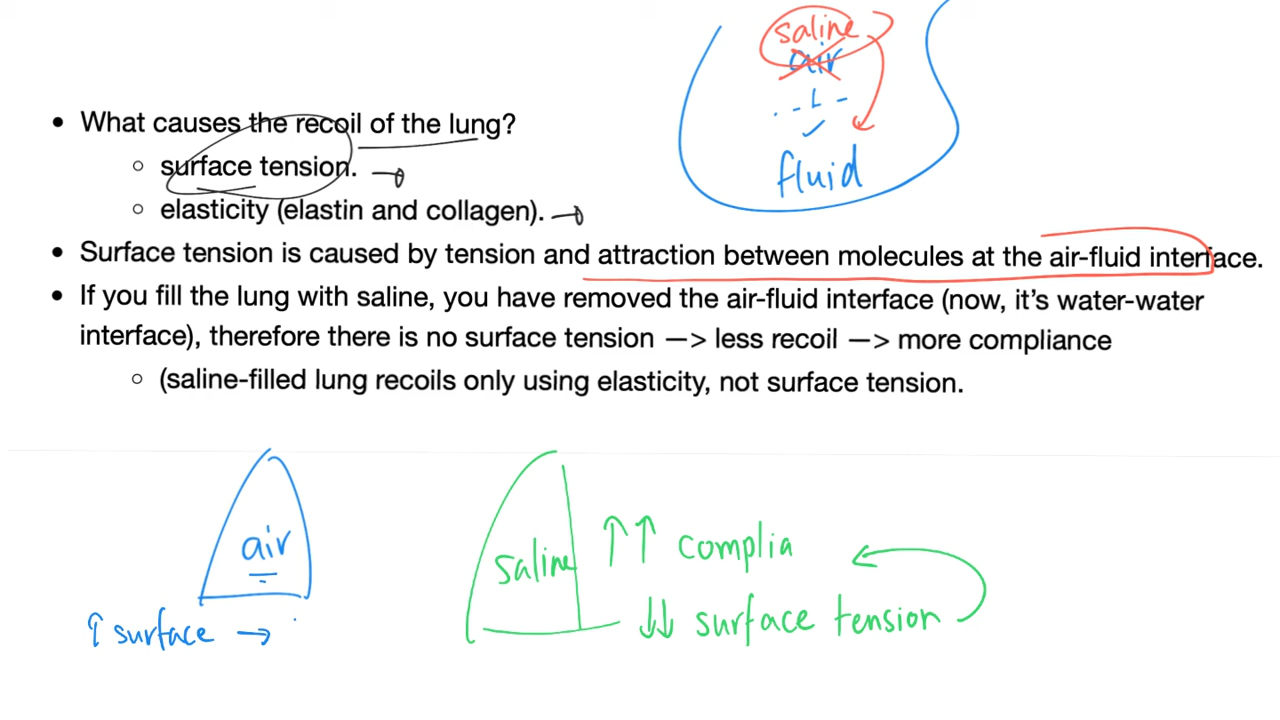 saline
air
fluid
• What causes the recoil of the lung?
○ surface tension.
○ elasticity (elastin and collagen).
• Surface tension is caused by tension and attraction between molecules at the air-fluid interface.
• If you fill the lung with saline, you have removed the air-fluid interface (now, it's water-water
interface), therefore there is no surface tension —> less recoil —> more compliance
○ (saline-filled lung recoils only using elasticity, not surface tension.
air
↑ surface →
saline
↑↑ complia
↓↓ surface tension